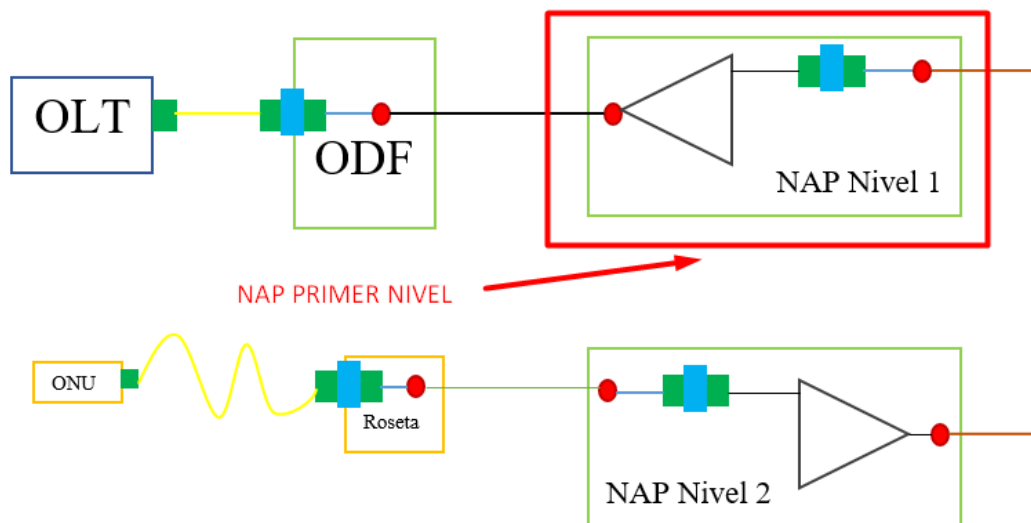 OLT
ODF
NAP Nivel 1
NAP PRIMER NIVEL
ONU
Roseta
NAP Nivel 2